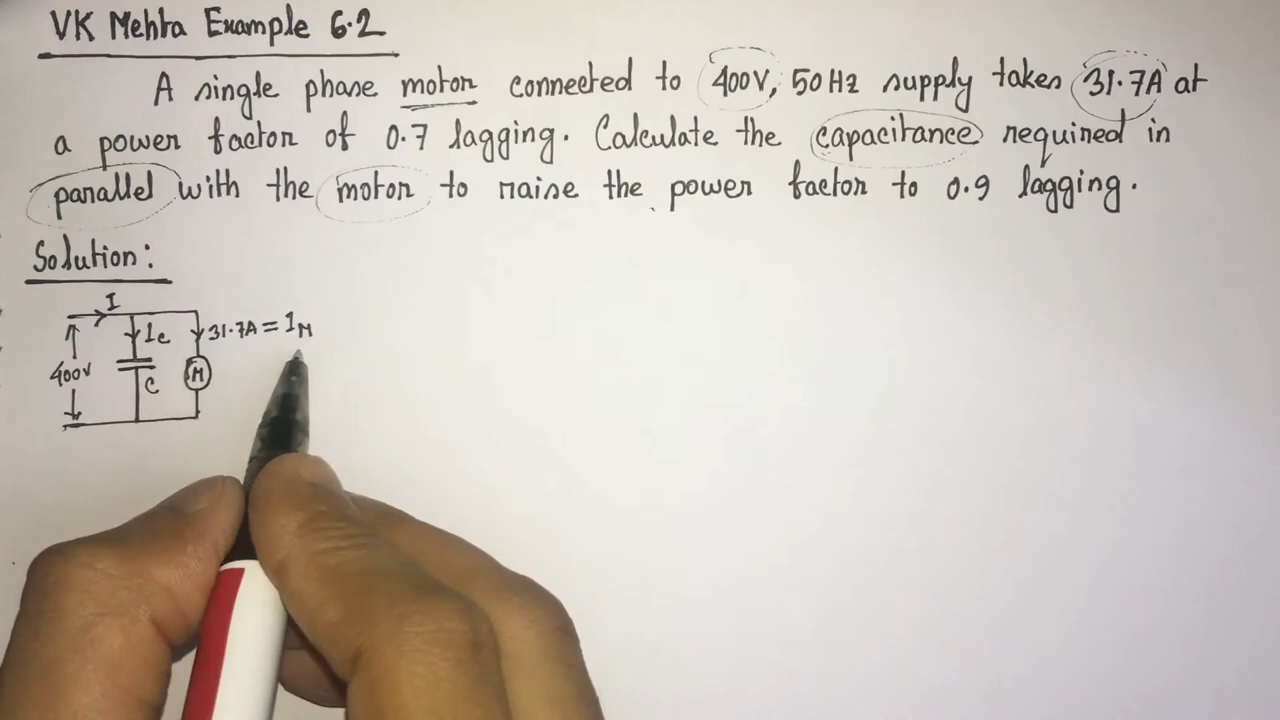 VK Mehta Example 6.2
A single phase motor connected to 400V, 50Hz supply takes 31.7A at
a power factor of 0.7 lagging. Calculate the capacitance required in
parallel with the motor to raise the power factor to 0.9 lagging.
Solution:
I
Ic
31.7A = IM
400V
C
M